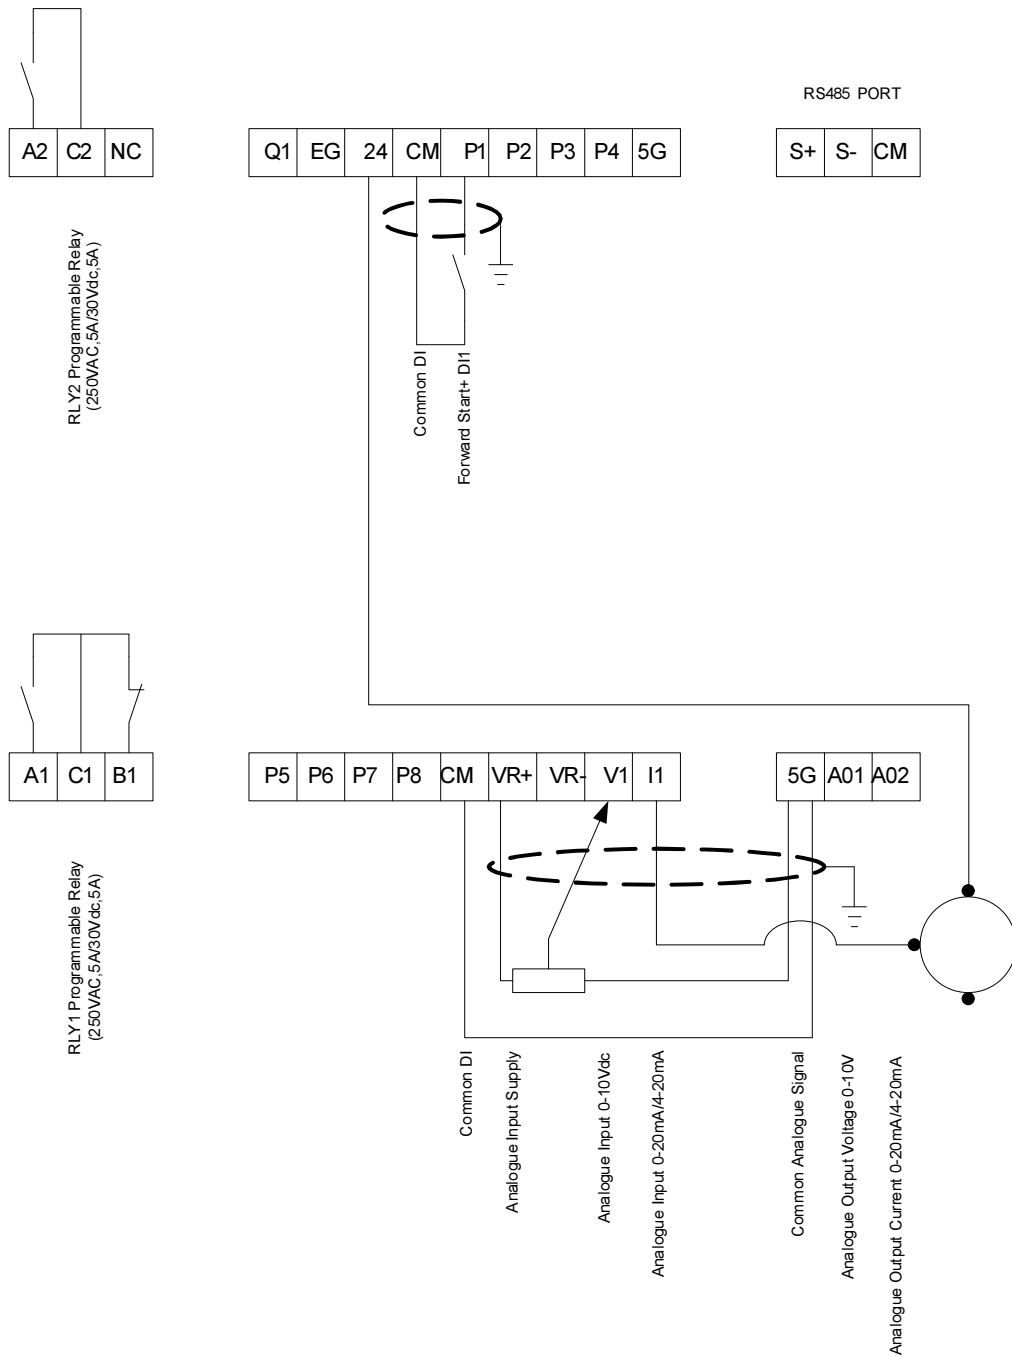 RS485 PORT
A2 C2 NC
Q1 EG 24 CM P1 P2 P3 P4 5G
S+ S- CM
RLY2 Programmable Relay
(250VAC,5A/30Vdc,5A)
Common DI
Forward Start+ DI1
A1 C1 B1
P5 P6 P7 P8 CM VR+ VR- V1 I1
5G A01 A02
RLY1 Programmable Relay
(250VAC,5A/30Vdc,5A)
Common DI
Analogue Input Supply
Analogue Input 0-10Vdc
Analogue Input 0-20mA/4-20mA
Common Analogue Signal
Analogue Output Voltage 0-10V
Analogue Output Current 0-20mA/4-20mA